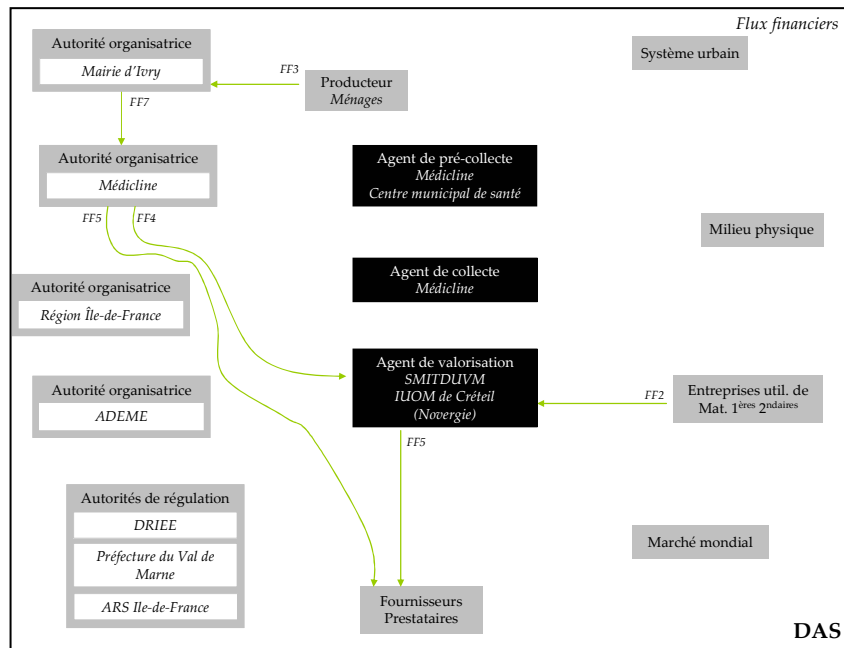 Flux financiers
Autorité organisatrice
Mairie d'Ivry
FF3
Producteur
Ménages
Système urbain
FF7
Autorité organisatrice
Médicline
Agent de pré-collecte
Médicline
Centre municipal de santé
FF5
FF4
Milieu physique
Agent de collecte
Médicline
Autorité organisatrice
Région Île-de-France
Agent de valorisation
SMITDUVM
IUOM de Créteil
(Novergie)
FF2
Entreprises util. de
Mat. 1ères 2ndaires
Autorité organisatrice
ADEME
FF5
Autorités de régulation
DRIEE
Préfecture du Val de
Marne
ARS Ile-de-France
Marché mondial
Fournisseurs
Prestataires
DAS